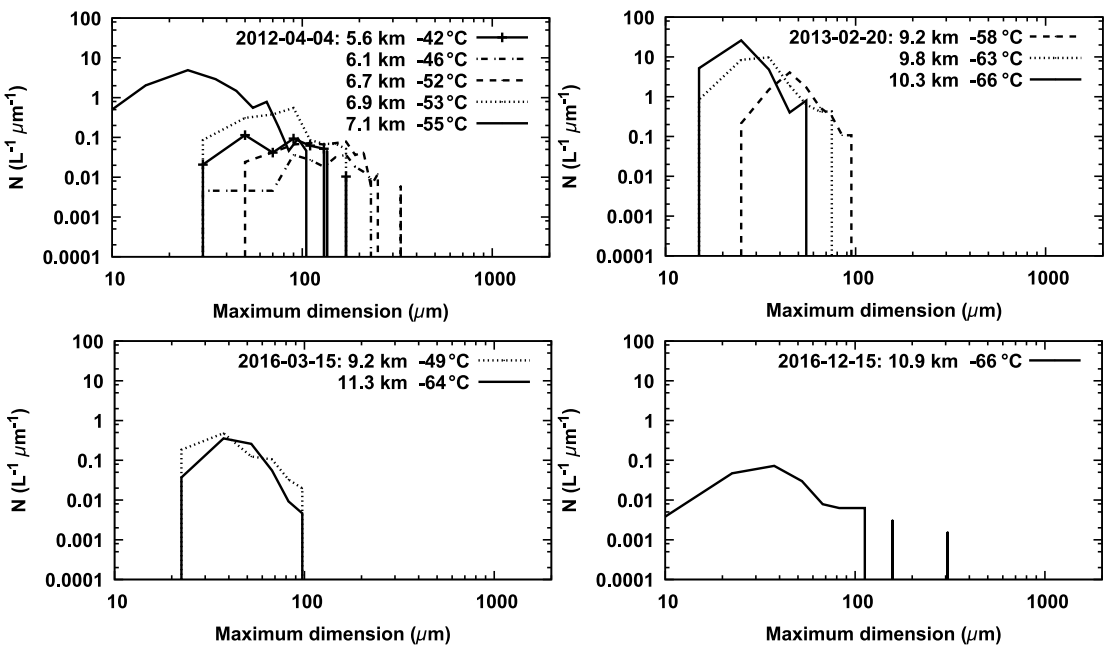 100
10
1
0.1
0.01
0.001
0.0001
N (L⁻¹ µm⁻¹)
2012-04-04: 5.6 km -42°C
6.1 km -46°C
6.7 km -52°C
6.9 km -53°C
7.1 km -55°C
10 100 1000
Maximum dimension (µm)
100
10
1
0.1
0.01
0.001
0.0001
N (L⁻¹ µm⁻¹)
2013-02-20: 9.2 km -58°C
9.8 km -63°C
10.3 km -66°C
10 100 1000
Maximum dimension (µm)
100
10
1
0.1
0.01
0.001
0.0001
N (L⁻¹ µm⁻¹)
2016-03-15: 9.2 km -49°C
11.3 km -64°C
10 100 1000
Maximum dimension (µm)
100
10
1
0.1
0.01
0.001
0.0001
N (L⁻¹ µm⁻¹)
2016-12-15: 10.9 km -66°C
10 100 1000
Maximum dimension (µm)